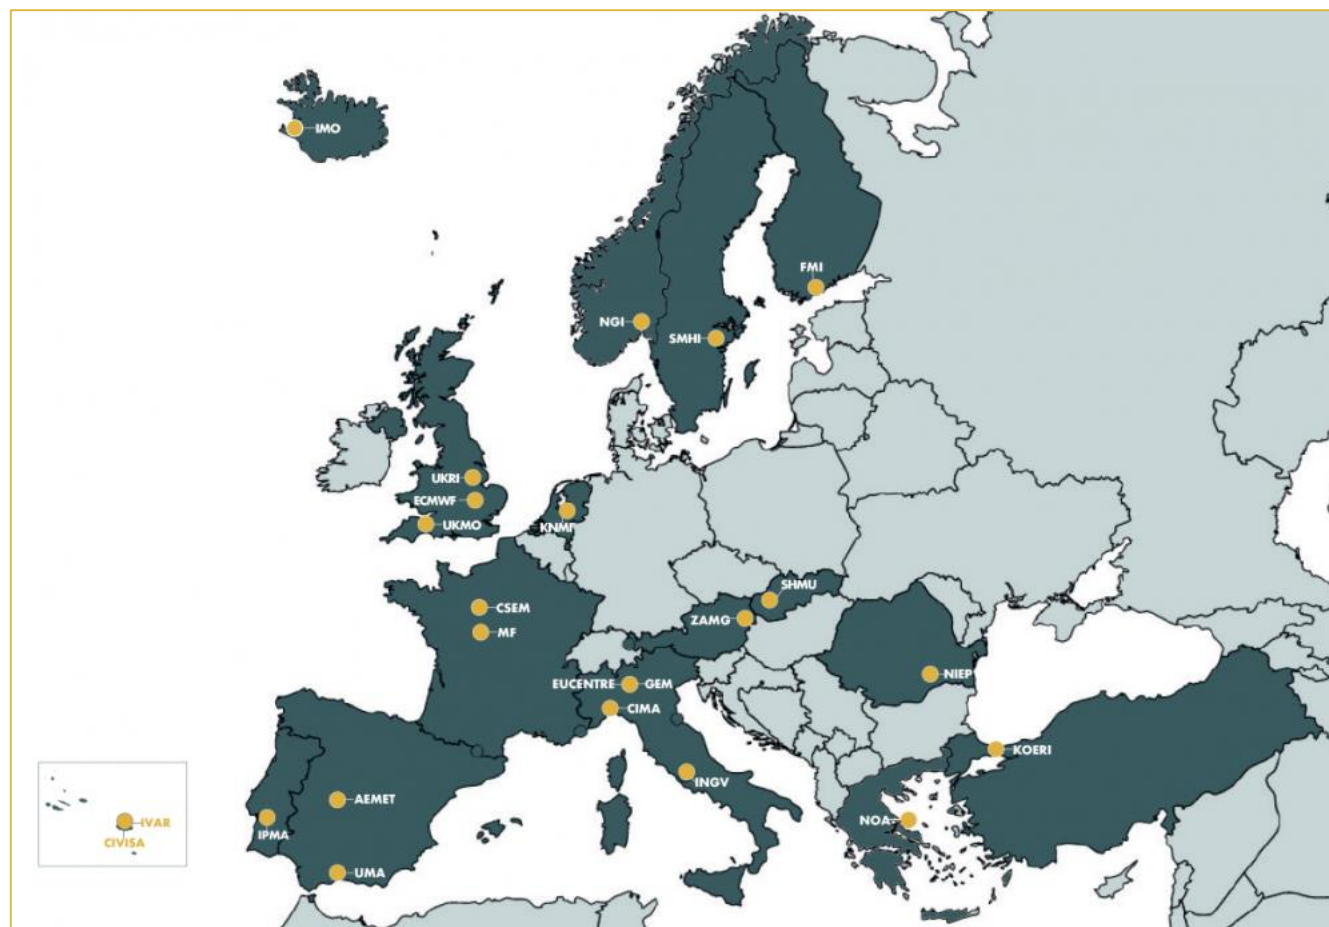 IMO
FMI
NGI
SMHI
UKRI
ECMWF
UKMO
KNMI
SHMU
CSEM
ZAMG
MF
NIEP
EUCENTRE GEM
CIMA
KOERI
INGV
AEMET
IPMA
NOA
IVAR
CIVISA
UMA